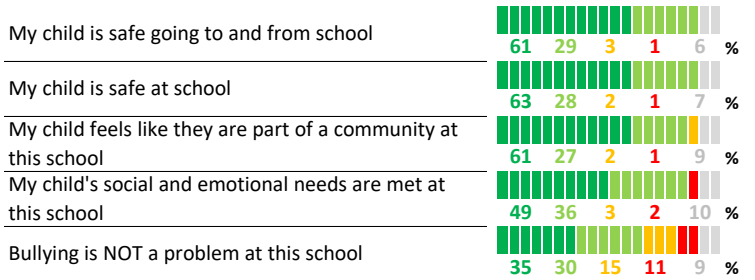 My child is safe going to and from school
61 29 3 1 6 %
My child is safe at school
63 28 2 1 7 %
My child feels like they are part of a community at
this school
61 27 2 1 9 %
My child's social and emotional needs are met at
this school
49 36 3 2 10 %
Bullying is NOT a problem at this school
35 30 15 11 9 %